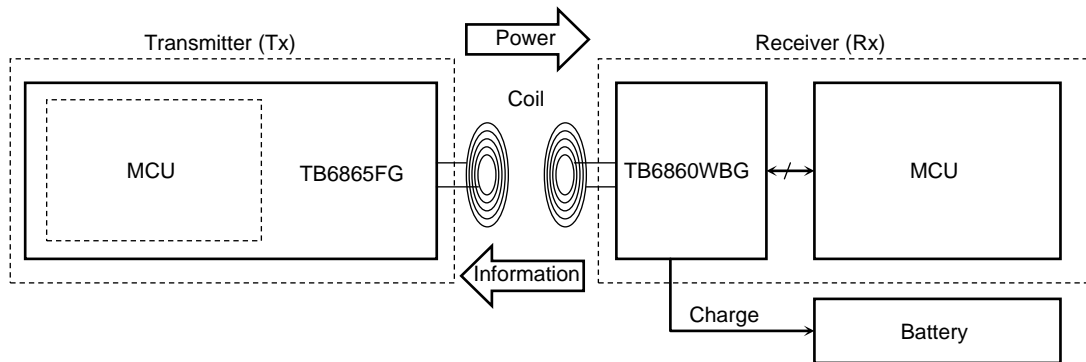 Transmitter (Tx)
Power
Receiver (Rx)
Coil
MCU
TB6865FG
TB6860WBG
MCU
Information
Charge
Battery